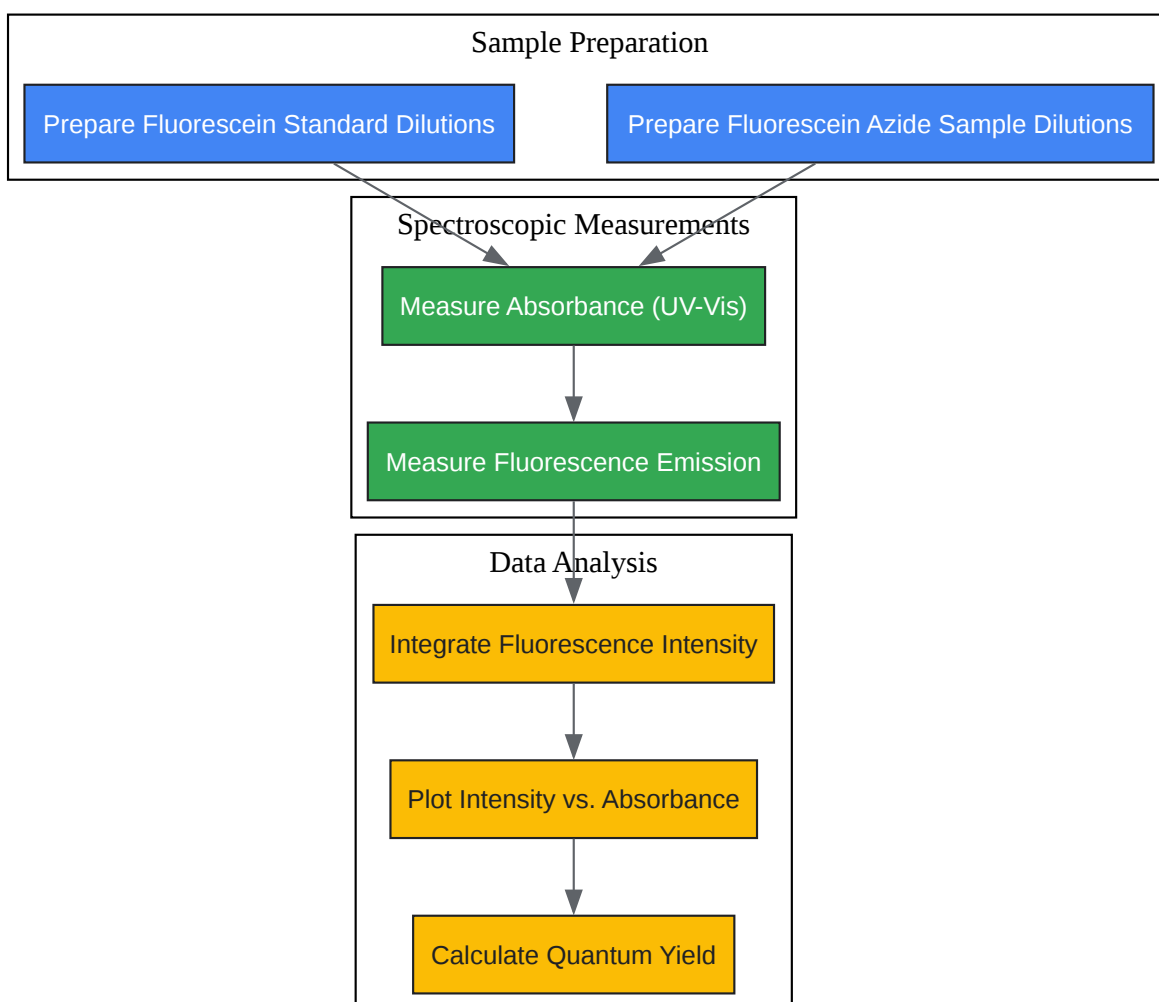 Sample Preparation
Prepare Fluorescein Standard Dilutions
Prepare Fluorescein Azide Sample Dilutions
Spectroscopic Measurements
Measure Absorbance (UV-Vis)
Measure Fluorescence Emission
Data Analysis
Integrate Fluorescence Intensity
Plot Intensity vs. Absorbance
Calculate Quantum Yield